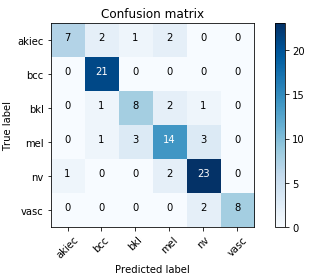 Confusion matrix
True label
akiec 7 2 1 2 0 0
bcc 0 21 0 0 0 0
bkl 0 1 8 2 1 0
mel 0 1 3 14 3 0
nv 1 0 0 2 23 0
vasc 0 0 0 0 2 8
akiec bcc bkl mel nv vasc
Predicted label
20
15
10
5
0